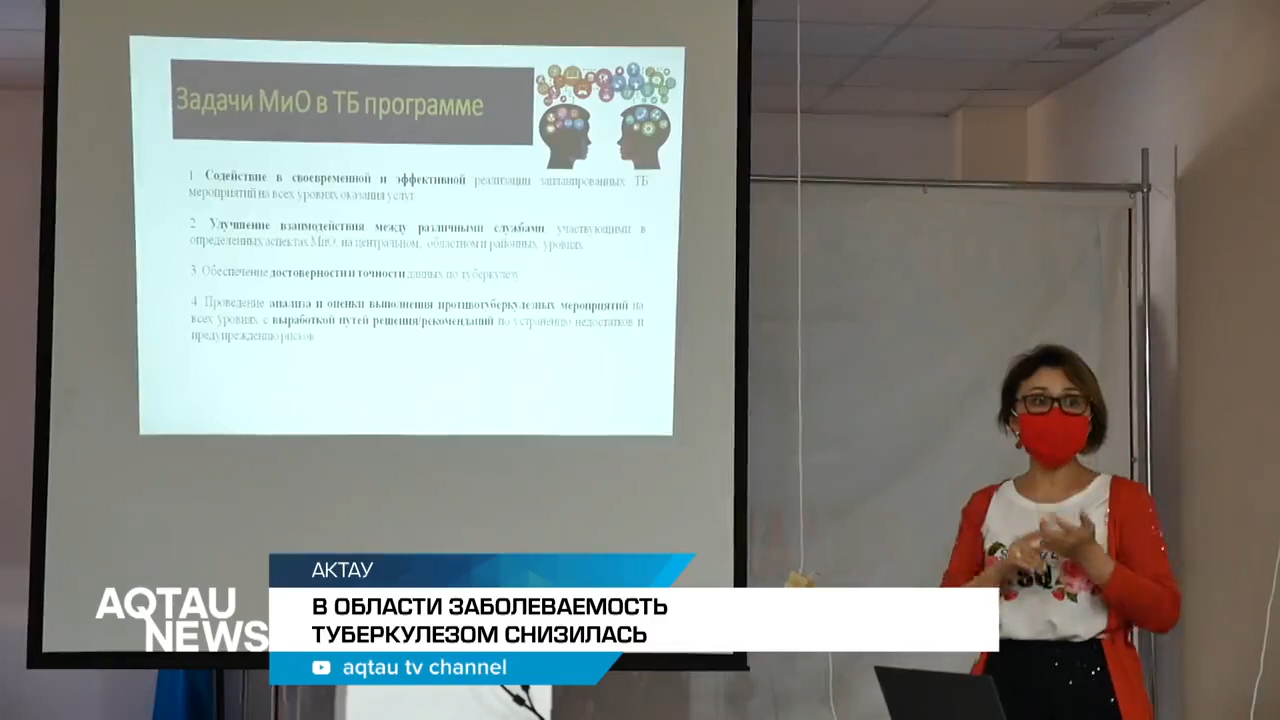 Задачи МиО в ТБ программе
1 Содействие в своевременной и эффективной реализации запланированных ТБ
мероприятий на всех уровнях оказания услуг
2 Улучшение взаимодействия между различными службами, участвующими в
определенных аспектах МиО, на центральном, областном и районных уровнях
3 Обеспечение достоверности и точности данных по туберкулезу
4 Проведение анализа и оценки выполнения противотуберкулезных мероприятий на
всех уровнях с выработкой путей решения/рекомендаций по устранению недостатков и
предупреждению рисков
АКТАУ
AQTAU
NEWS
В ОБЛАСТИ ЗАБОЛЕВАЕМОСТЬ
ТУБЕРКУЛЕЗОМ СНИЗИЛАСЬ
aqtau tv channel